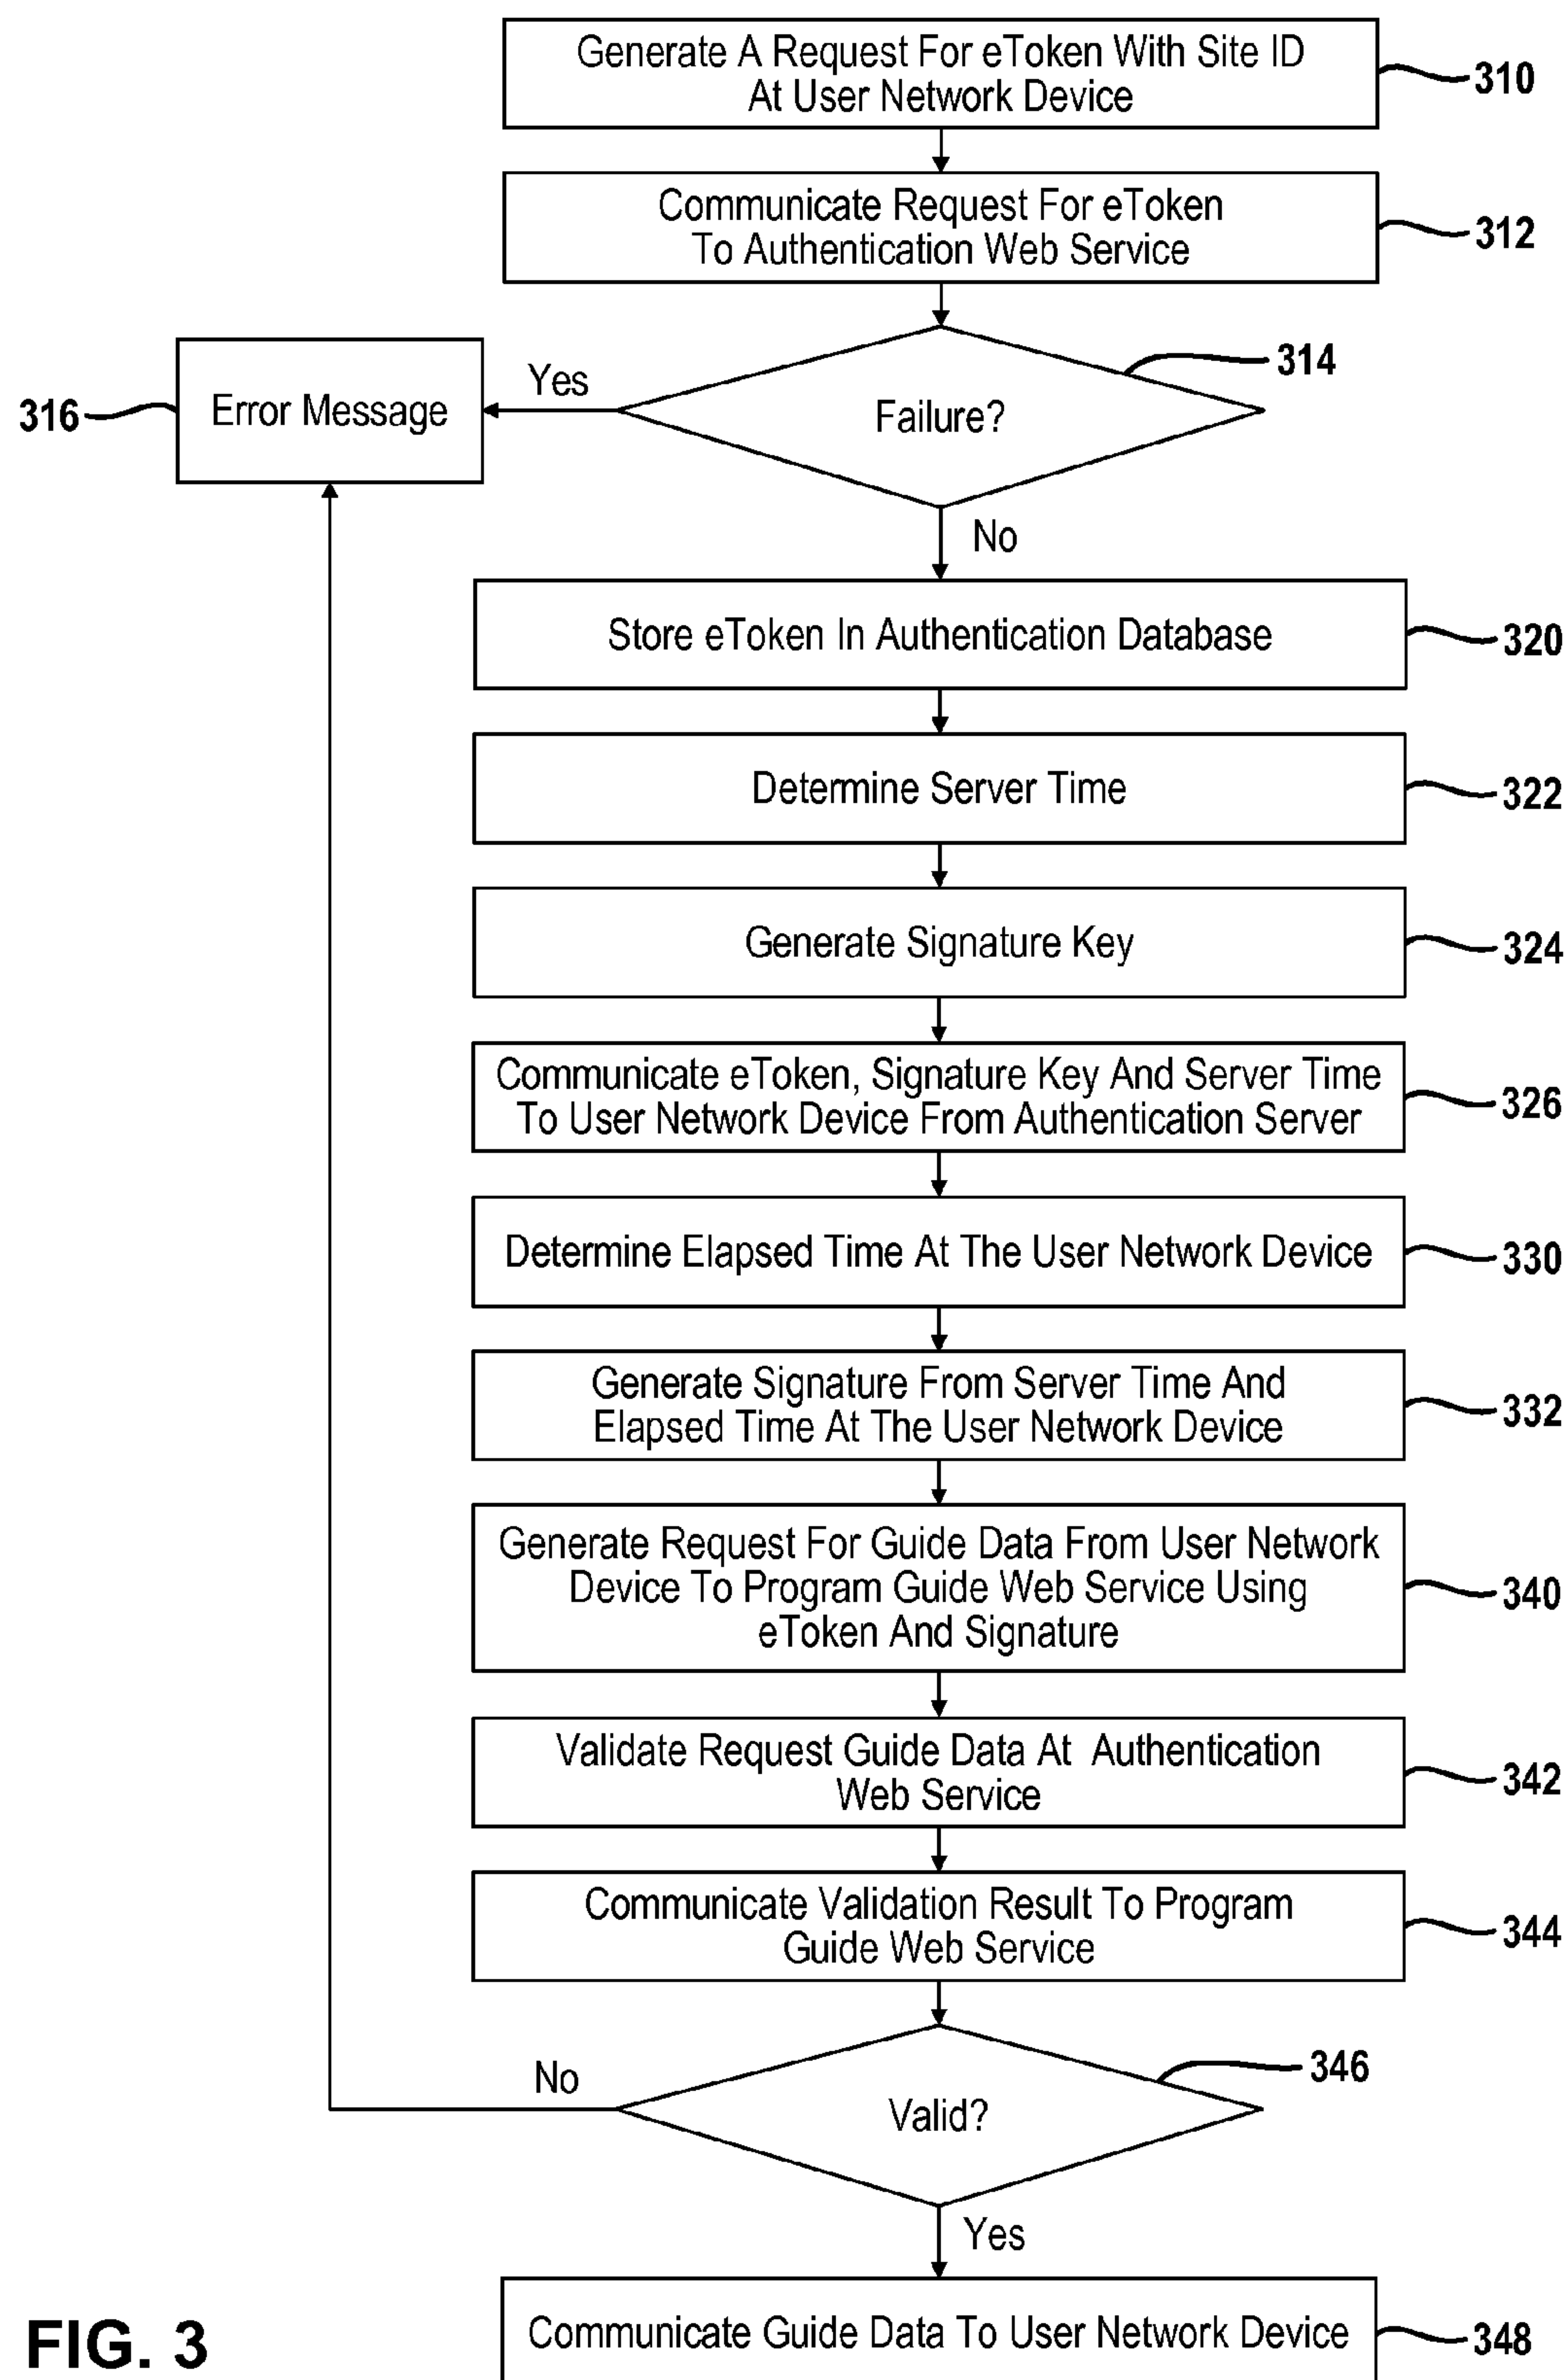 Generate A Request For eToken With Site ID
At User Network Device
310
Communicate Request For eToken
To Authentication Web Service
312
314
Failure?
Yes
Error Message
316
No
Store eToken In Authentication Database
320
Determine Server Time
322
Generate Signature Key
324
Communicate eToken, Signature Key And Server Time
To User Network Device From Authentication Server
326
Determine Elapsed Time At The User Network Device
330
Generate Signature From Server Time And
Elapsed Time At The User Network Device
332
Generate Request For Guide Data From User Network
Device To Program Guide Web Service Using
eToken And Signature
340
Validate Request Guide Data At Authentication
Web Service
342
Communicate Validation Result To Program
Guide Web Service
344
346
Valid?
No
Yes
Communicate Guide Data To User Network Device
348
FIG. 3